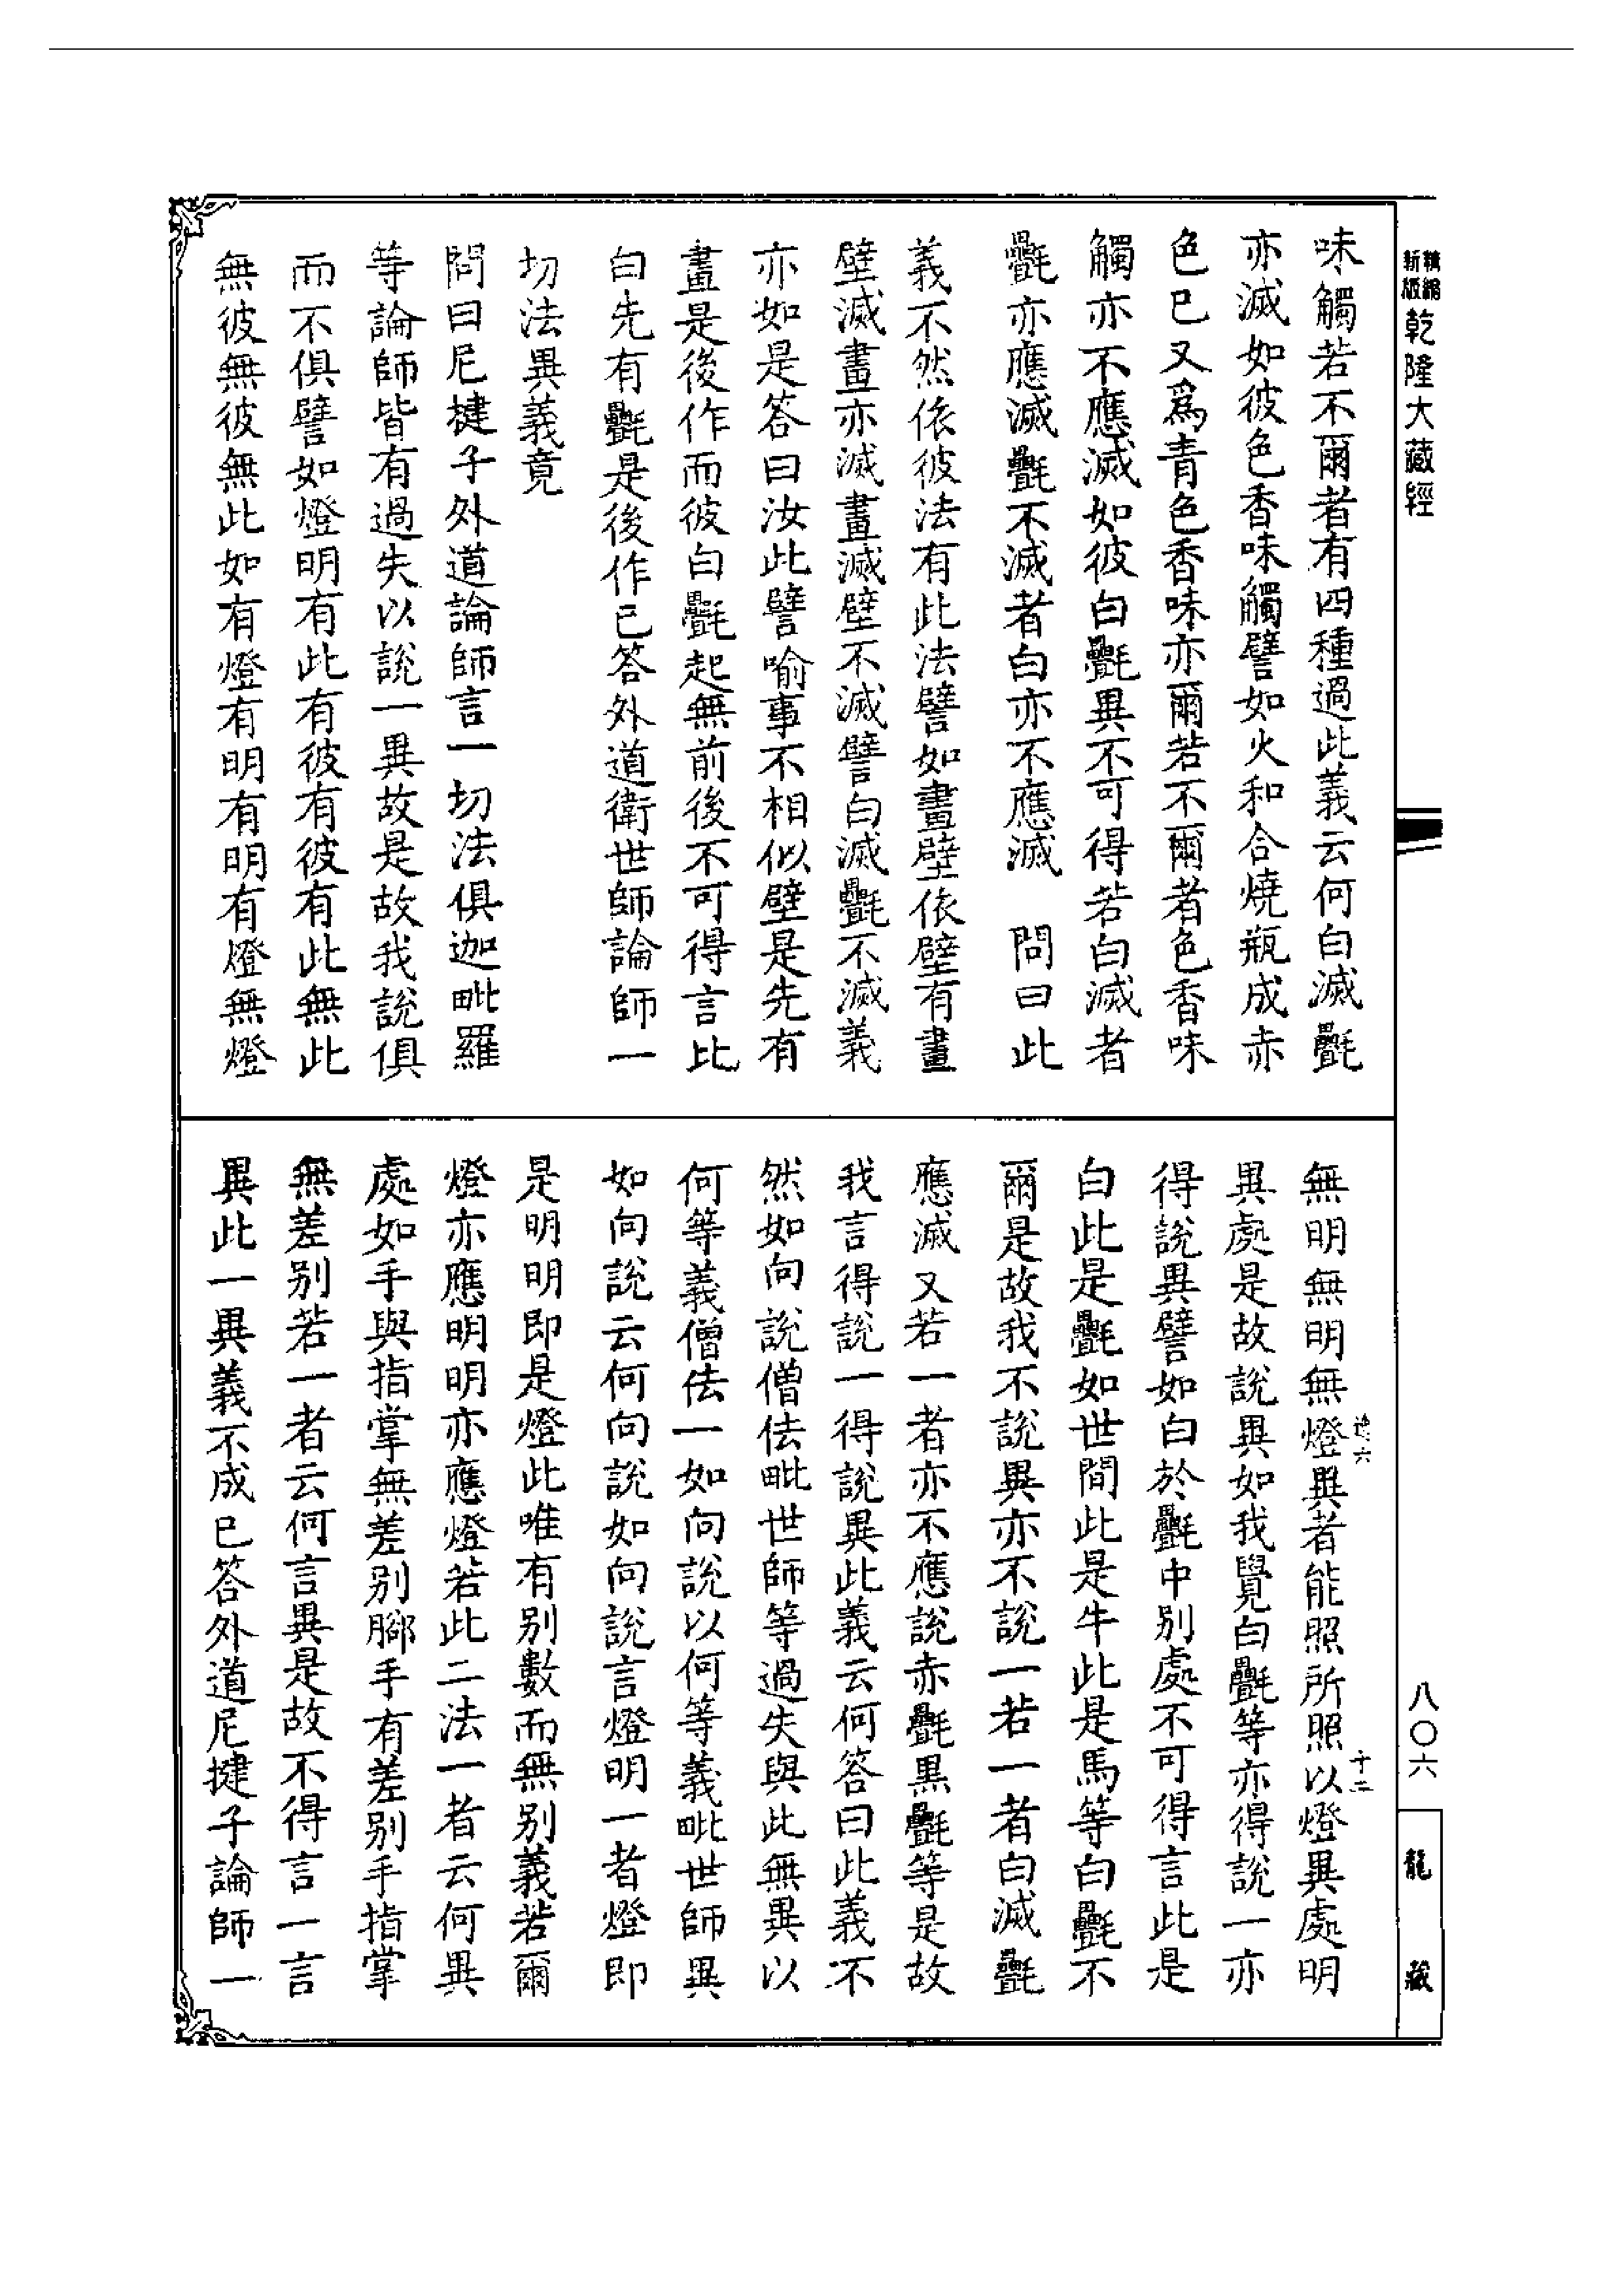 精編新版乾隆大藏經
味觸若不爾者有四種過此義云何白滅㲲
亦滅如彼色香味觸譬如火和合燒瓶成赤
色已又爲青色香味亦爾若不爾者色香味
觸亦不應滅如彼白㲲異不可得若白滅者
㲲亦應滅㲲不滅者白亦不應滅 問曰此
義不然依彼法有此法譬如畫壁依壁有畫
壁滅畫亦滅畫滅壁不滅譬白滅㲲不滅義
亦如是答曰汝此譬喻事不相似壁是先有
畫是後作而彼白㲲起無前後不可得言比
白先有㲲是後作已答外道衛世師論師一
切法異義竟
問曰尼揵子外道論師言一切法俱迦毗羅
等論師皆有過失以說一異故是故我說俱
而不俱譬如燈明有此有彼有彼有此無此
無彼無彼無此如有燈有明有明有燈無燈
無明無明無燈異者能照所照以燈異處明
異處是故說異如我覺白㲲等亦得說一亦
得說異譬如白於㲲中別處不可得言此是
白此是㲲如世間此是牛此是馬等白㲲不
爾是故我不說異亦不說一若一者白滅㲲
應滅又若一者亦不應說赤㲲黑㲲等是故
我言得說一得說異此義云何答曰此義不
然如向說僧佉毗世師等過失與此無異以
何等義僧佉一如向說以何等義毗世師異
如向說云何向說如向說言燈明一者燈即
是明明即是燈此唯有別數而無別義若爾
燈亦應明明亦應燈若此二法一者云何異
處如手與指掌無差別腳手有差別手指掌
無差別若一者云何言異是故不得言一言
異此一異義不成已答外道尼揵子論師一
十二
八〇六
龍藏